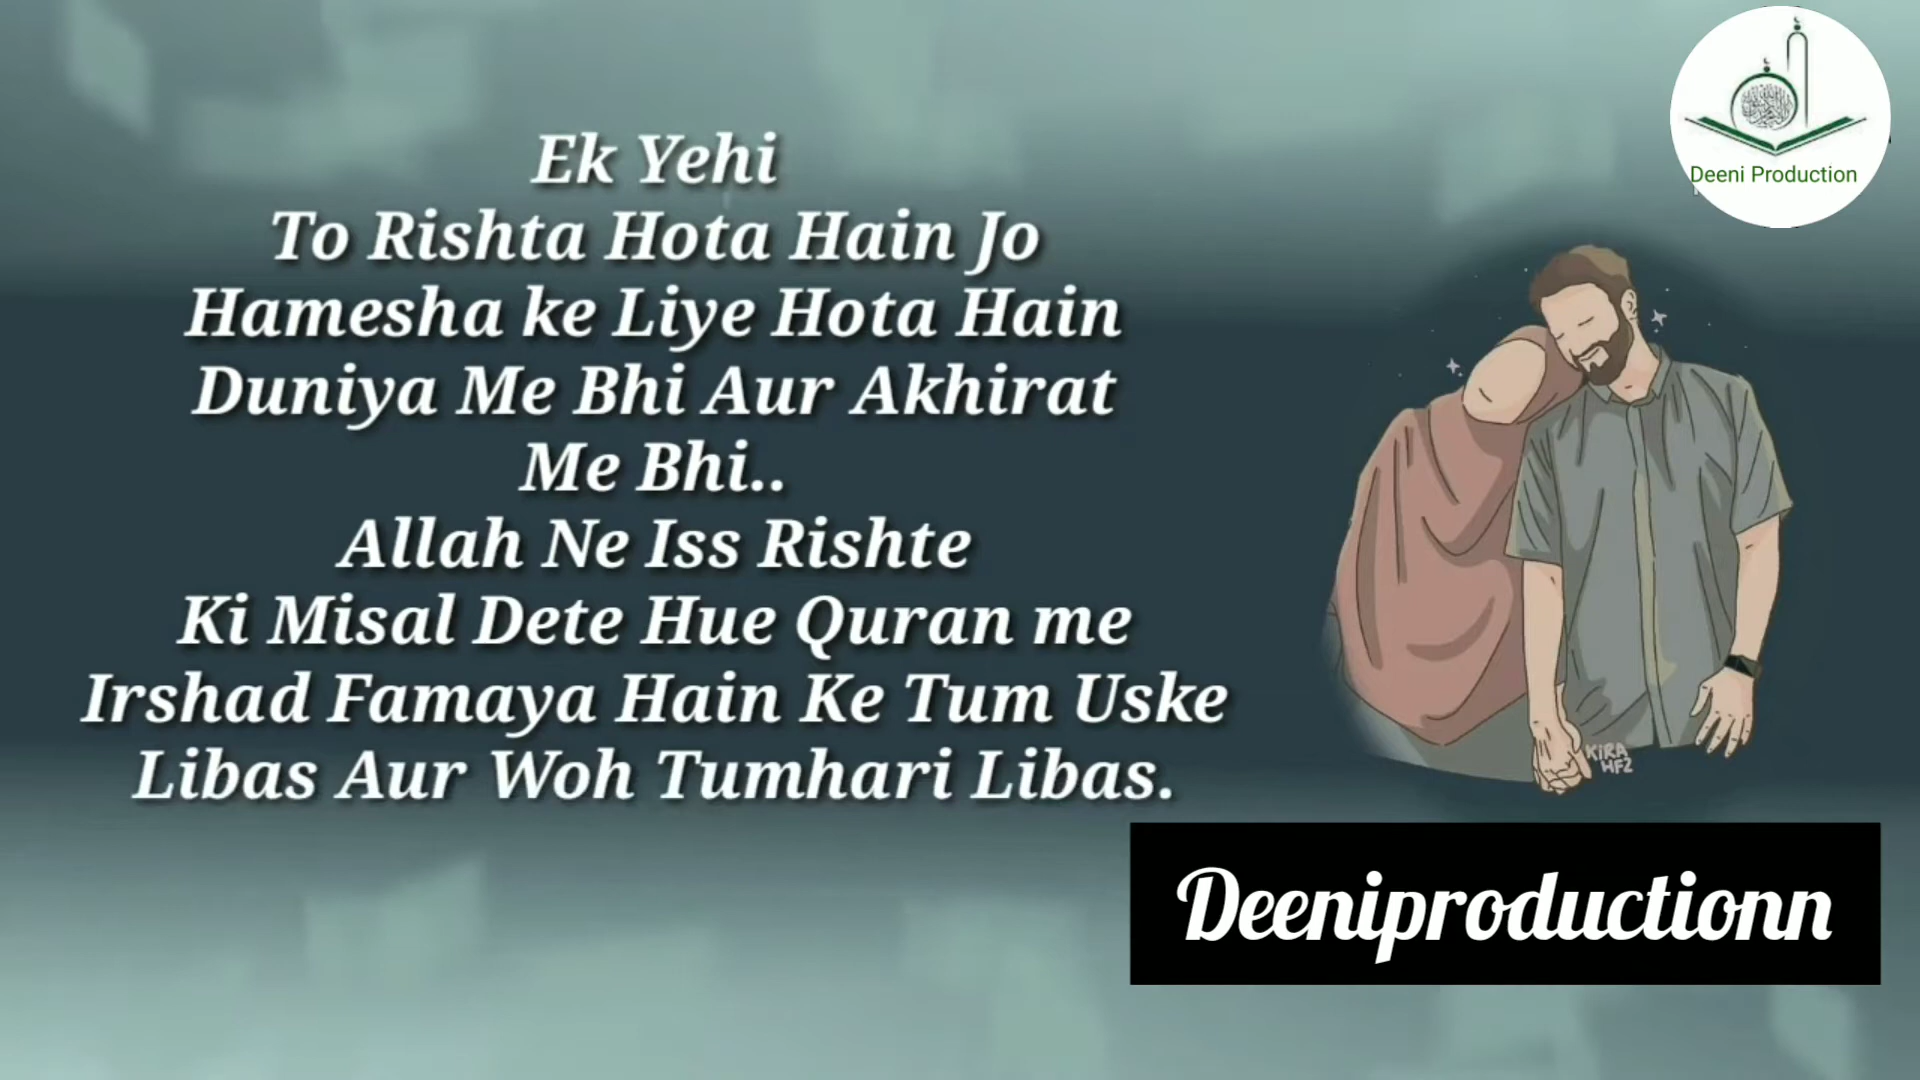 Ek Yehi
To Rishta Hota Hain Jo
Hamesha ke Liye Hota Hain
Duniya Me Bhi Aur Akhirat
Me Bhi..
Allah Ne Iss Rishte
Ki Misal Dete Hue Quran me
Irshad Famaya Hain Ke Tum Uske
Libas Aur Woh Tumhari Libas.
Deeni Production
KIRA
HFZ
Deeniproductionn